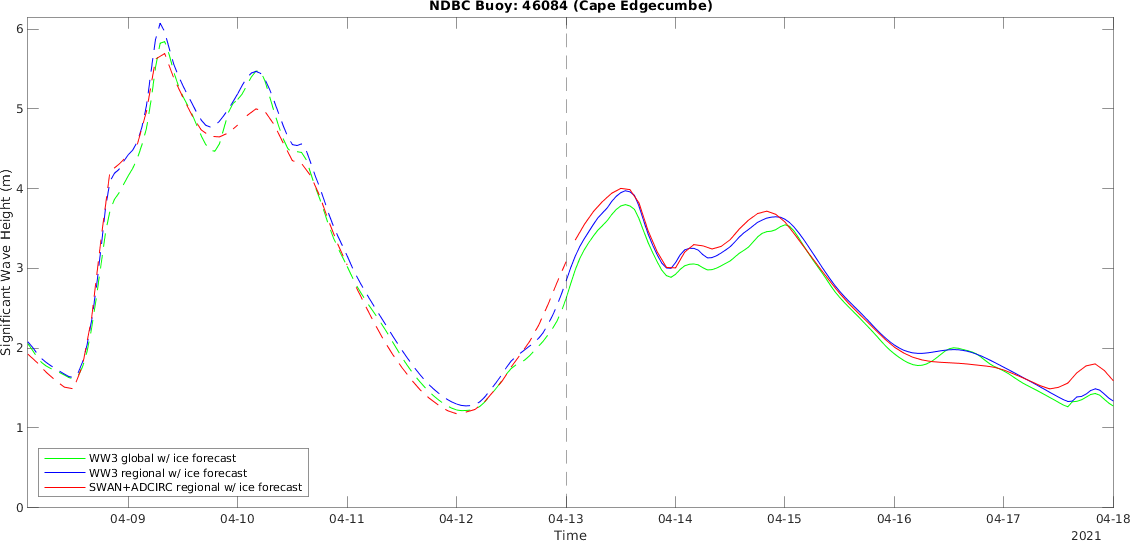 NDBC Buoy: 46084 (Cape Edgecumbe)
Significant Wave Height (m)
6
5
4
3
2
1
0
WW3 global w/ ice forecast
WW3 regional w/ ice forecast
SWAN+ADCIRC regional w/ ice forecast
04-09 04-10 04-11 04-12 04-13 04-14 04-15 04-16 04-17 04-18
Time
2021